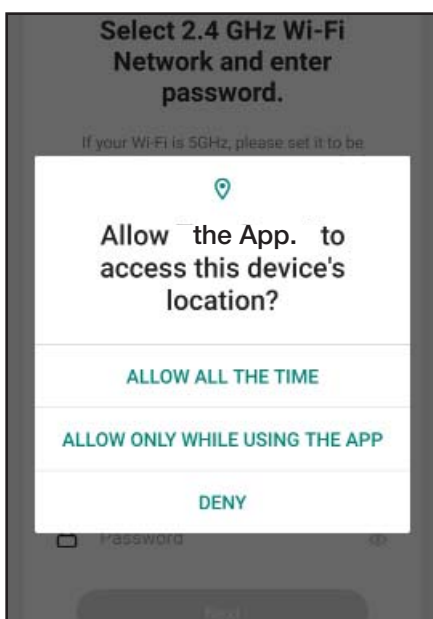 Select 2.4 GHz Wi-Fi
Network and enter
password.
If your Wi-Fi is 5GHz, please set it to be
Allow the App. to
access this device's
location?
ALLOW ALL THE TIME
ALLOW ONLY WHILE USING THE APP
DENY
Password
Next